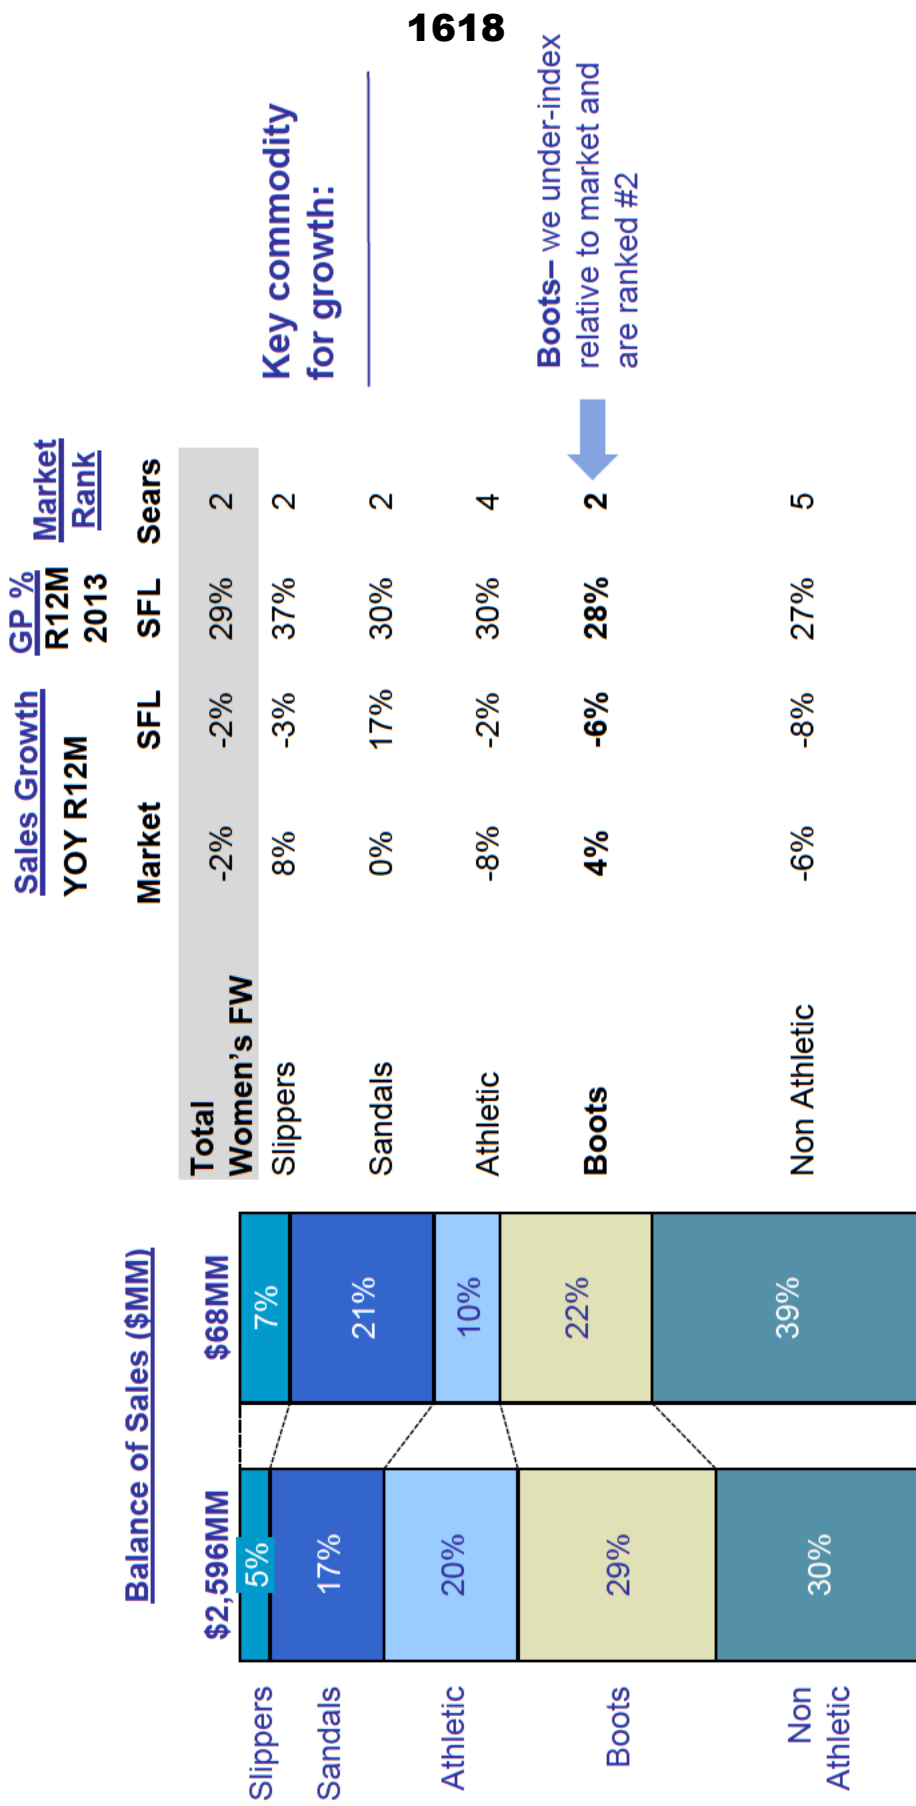 1618
Balance of Sales ($MM)
$2,596MM
$68MM
Slippers
5%
7%
Sandals
17%
21%
Athletic
20%
10%
Boots
29%
22%
Non
Athletic
30%
39%
Sales Growth
YOY R12M
GP %
R12M
2013
Market
Rank
Market SFL SFL Sears
Total
Women's FW -2% -2% 29% 2
Slippers 8% -3% 37% 2
Sandals 0% 17% 30% 2
Athletic -8% -2% 30% 4
Boots 4% -6% 28% 2
Non Athletic -6% -8% 27% 5
Key commodity
for growth:
Boots– we under-index
relative to market and
are ranked #2